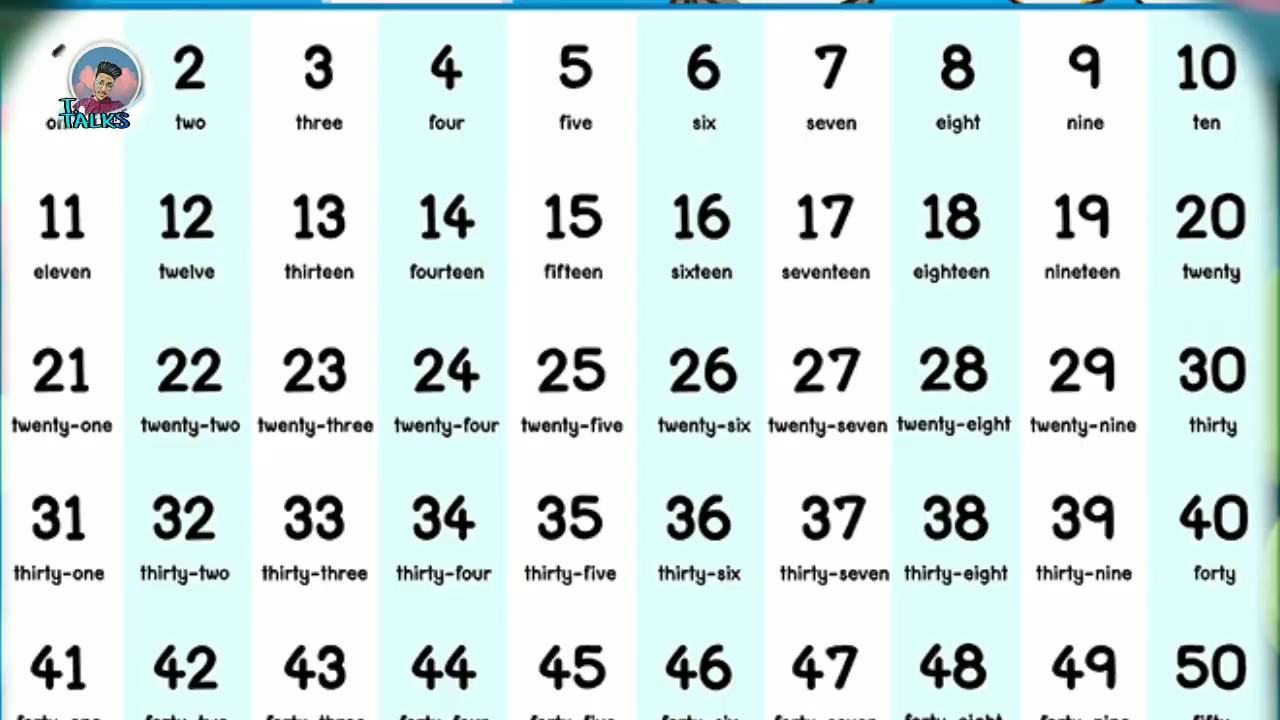 2 3 4 5 6 7 8 9 10
two three four five six seven eight nine ten
TALKS
11 12 13 14 15 16 17 18 19 20
eleven twelve thirteen fourteen fifteen sixteen seventeen eighteen nineteen twenty
21 22 23 24 25 26 27 28 29 30
twenty-one twenty-two twenty-three twenty-four twenty-five twenty-six twenty-seven twenty-eight twenty-nine thirty
31 32 33 34 35 36 37 38 39 40
thirty-one thirty-two thirty-three thirty-four thirty-five thirty-six thirty-seven thirty-eight thirty-nine forty
41 42 43 44 45 46 47 48 49 50